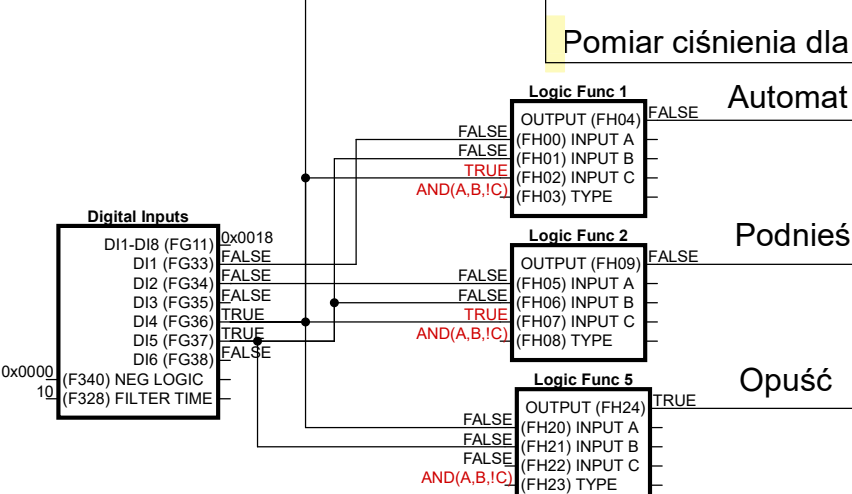 Pomiar ciśnienia dla
Logic Func 1
Automat
OUTPUT (FH04) FALSE
FALSE (FH00) INPUT A
FALSE (FH01) INPUT B
TRUE (FH02) INPUT C
AND(A,B,!C) (FH03) TYPE
Digital Inputs
DI1-DI8 (FG11) 0x0018
DI1 (FG33) FALSE
DI2 (FG34) FALSE
DI3 (FG35) FALSE
DI4 (FG36) TRUE
DI5 (FG37) TRUE
DI6 (FG38) FALSE
0x0000 (F340) NEG LOGIC
10 (F328) FILTER TIME
Logic Func 2
Podnieś
OUTPUT (FH09) FALSE
FALSE (FH05) INPUT A
FALSE (FH06) INPUT B
TRUE (FH07) INPUT C
AND(A,B,!C) (FH08) TYPE
Logic Func 5
Opuść
OUTPUT (FH24) TRUE
FALSE (FH20) INPUT A
FALSE (FH21) INPUT B
FALSE (FH22) INPUT C
AND(A,B,!C) (FH23) TYPE